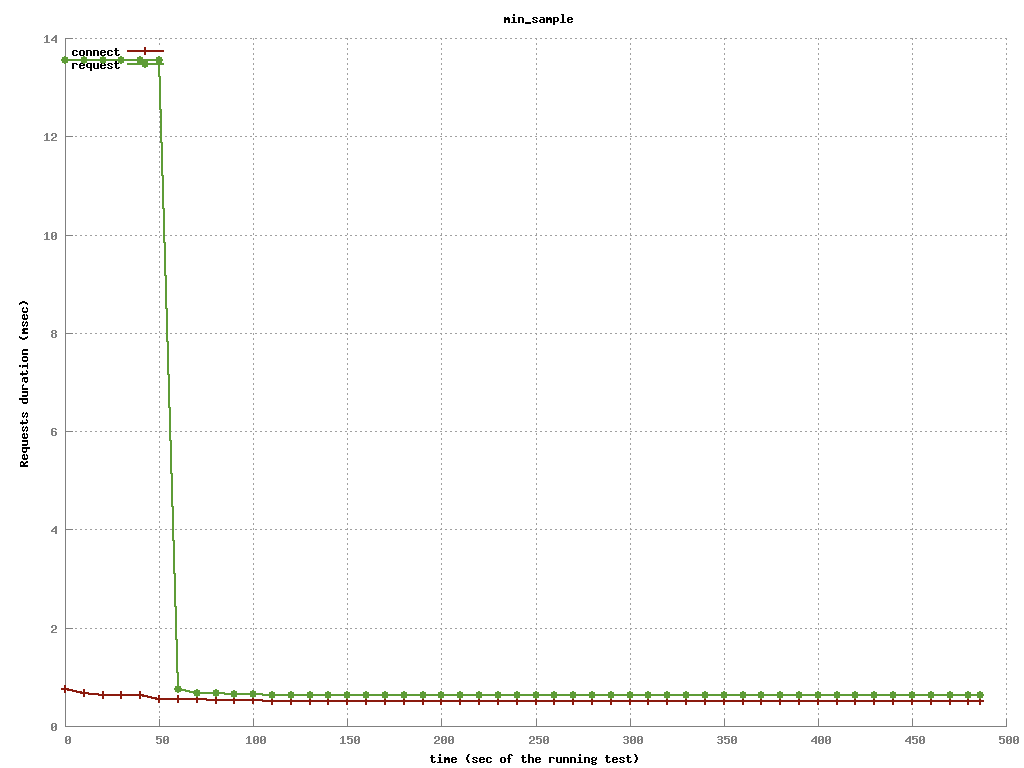 min_sample
14
connect
request
12
10
8
Requests duration (msec)
6
4
2
0
0 50 100 150 200 250 300 350 400 450 500
time (sec of the running test)